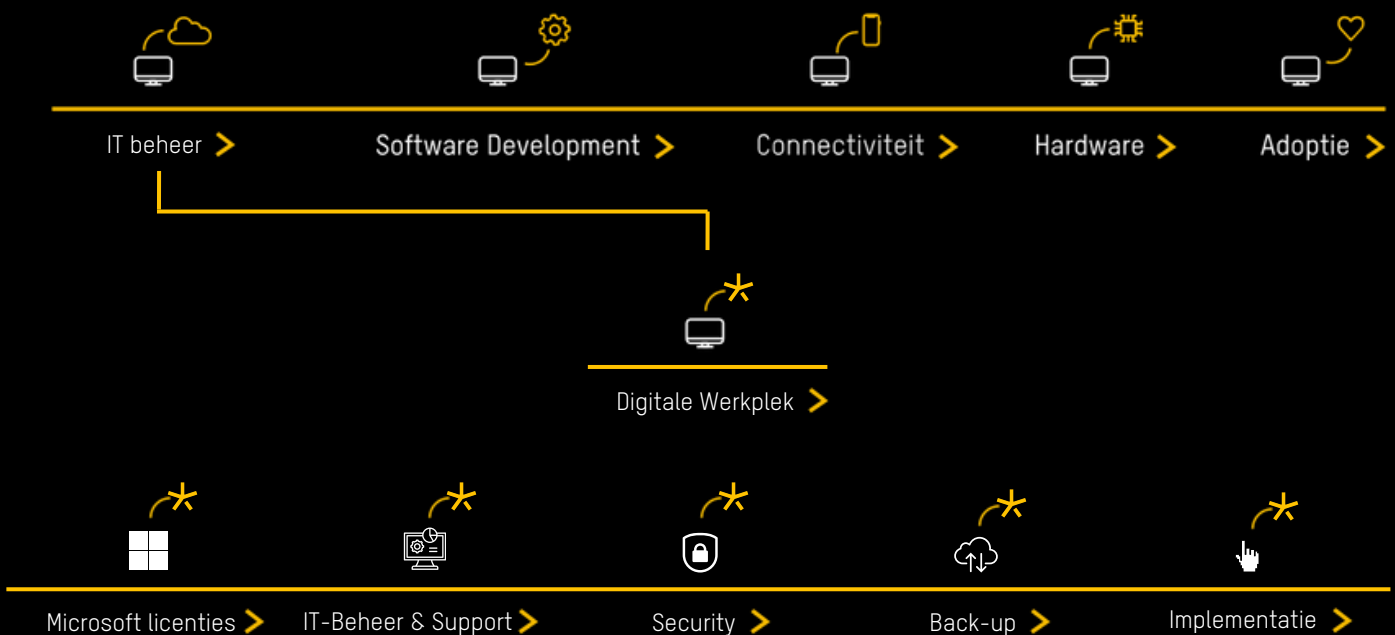 IT beheer
Software Development
Connectiviteit
Hardware
Adoptie
Digitale Werkplek
Microsoft licenties
IT-Beheer & Support
Security
Back-up
Implementatie